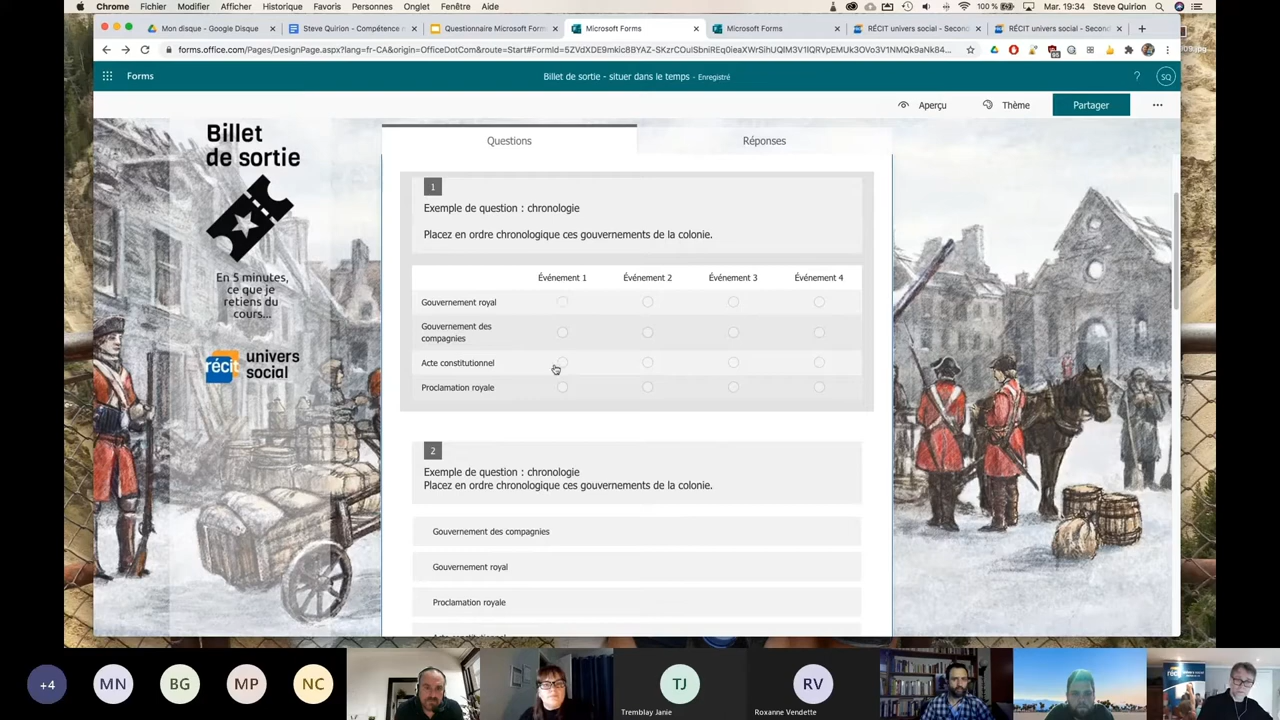 Chrome Fichier Modifier Afficher Historique Favoris Personnes Onglet Fenêtre Aide
100 % Mar. 19:34 Steve Quirion
Mon disque - Google Disque
Steve Quirion - Compétence n
Questionnaire Microsoft Form
Microsoft Forms
Microsoft Forms
RÉCIT univers social - Second
RÉCIT univers social - Second
Forms
Billet de sortie - situer dans le temps - Enregistré
? SQ
Aperçu Thème Partager ...
Billet
de sortie
En 5 minutes,
ce que je
retiens du
cours...
récit univers
social
Questions Réponses
1
Exemple de question : chronologie
Placez en ordre chronologique ces gouvernements de la colonie.
Événement 1 Événement 2 Événement 3 Événement 4
Gouvernement royal
Gouvernement des
compagnies
Acte constitutionnel
Proclamation royale
2
Exemple de question : chronologie
Placez en ordre chronologique ces gouvernements de la colonie.
Gouvernement des compagnies
Gouvernement royal
Proclamation royale
+4 MN BG MP NC TJ RV
Tremblay Janie Roxanne Vendette